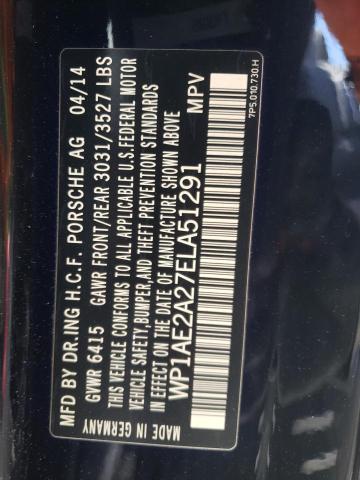 MFD BY DR.ING H.C.F. PORSCHE AG 04/14
GVWR 6415 GAWR FRONT/REAR 3031/3527 LBS
THIS VEHICLE CONFORMS TO ALL APPLICABLE U.S.FEDERAL MOTOR
VEHICLE SAFETY,BUMPER,AND THEFT PREVENTION STANDARDS
IN EFFECT ON THE DATE OF MANUFACTURE SHOWN ABOVE
WP1AE2A27ELA51291 MPV
MADE IN GERMANY
7P5.010.730.H